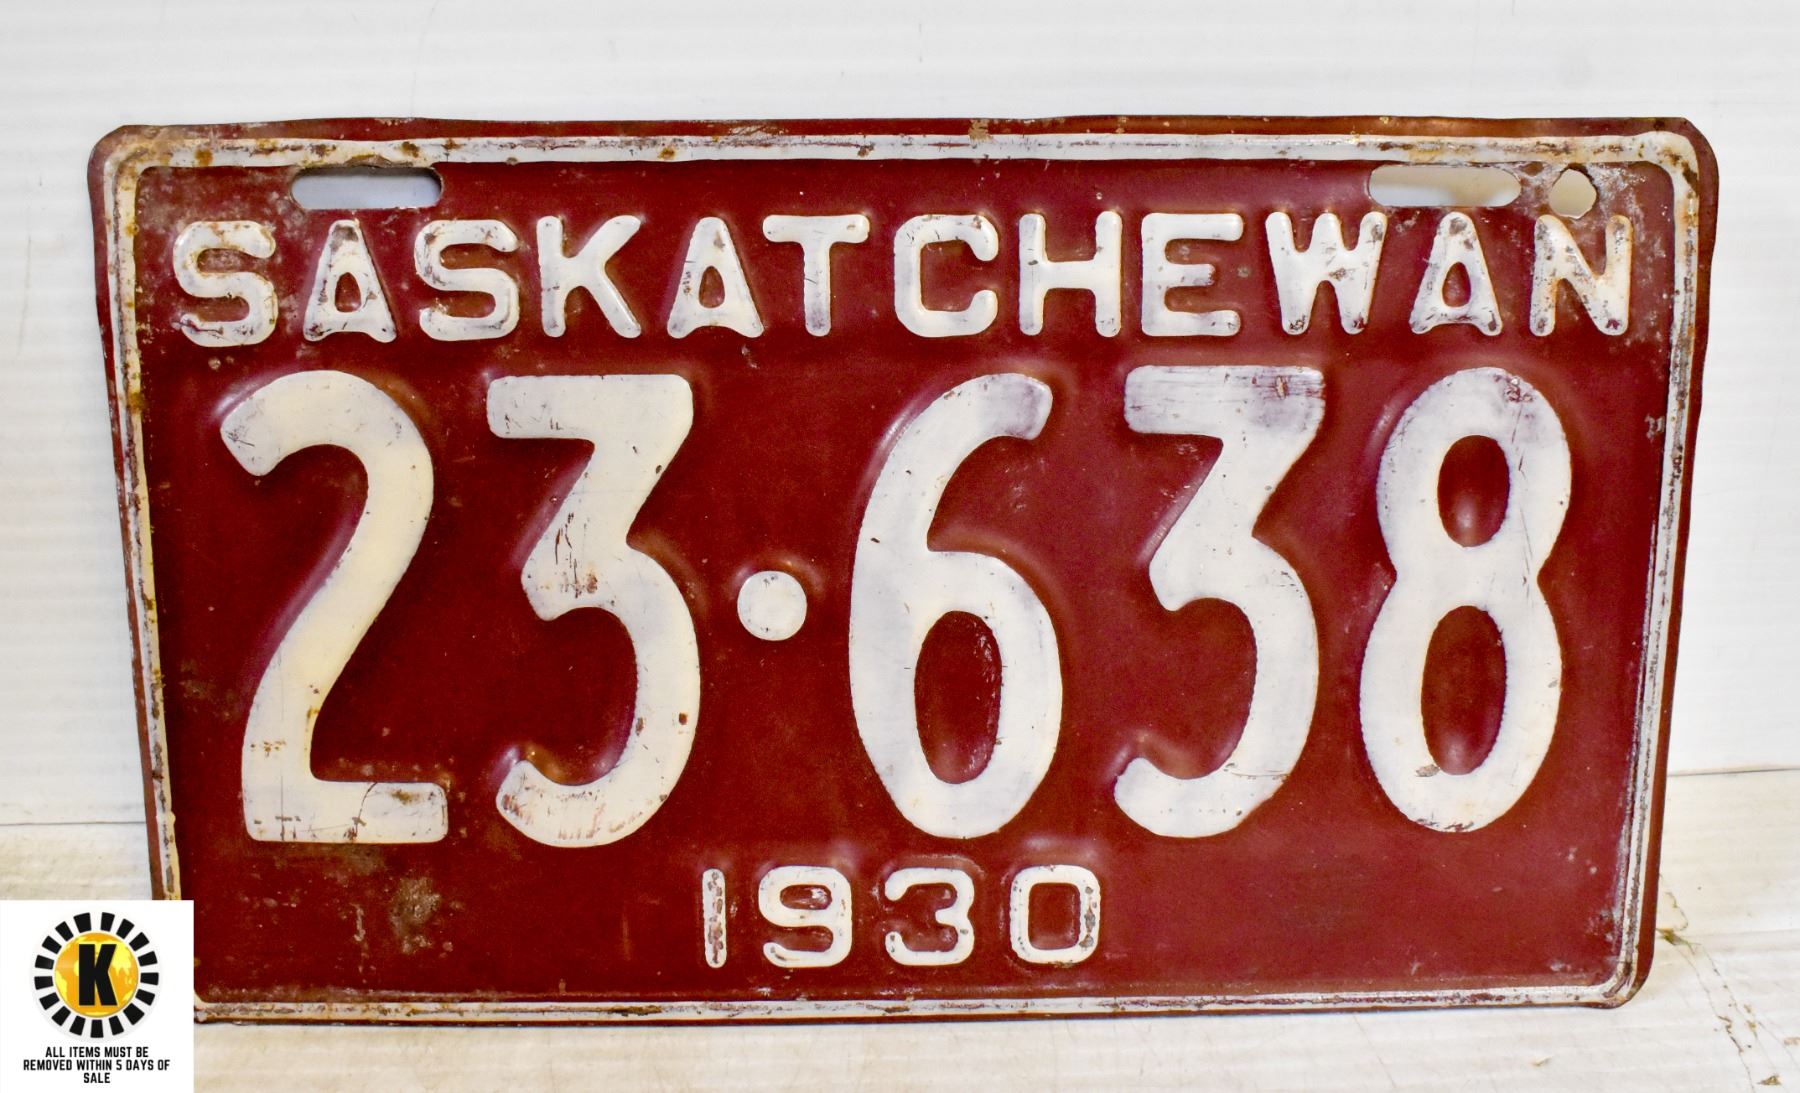 SASKATCHEWAN
23·638
1930
K
ALL ITEMS MUST BE
REMOVED WITHIN 5 DAYS OF
SALE